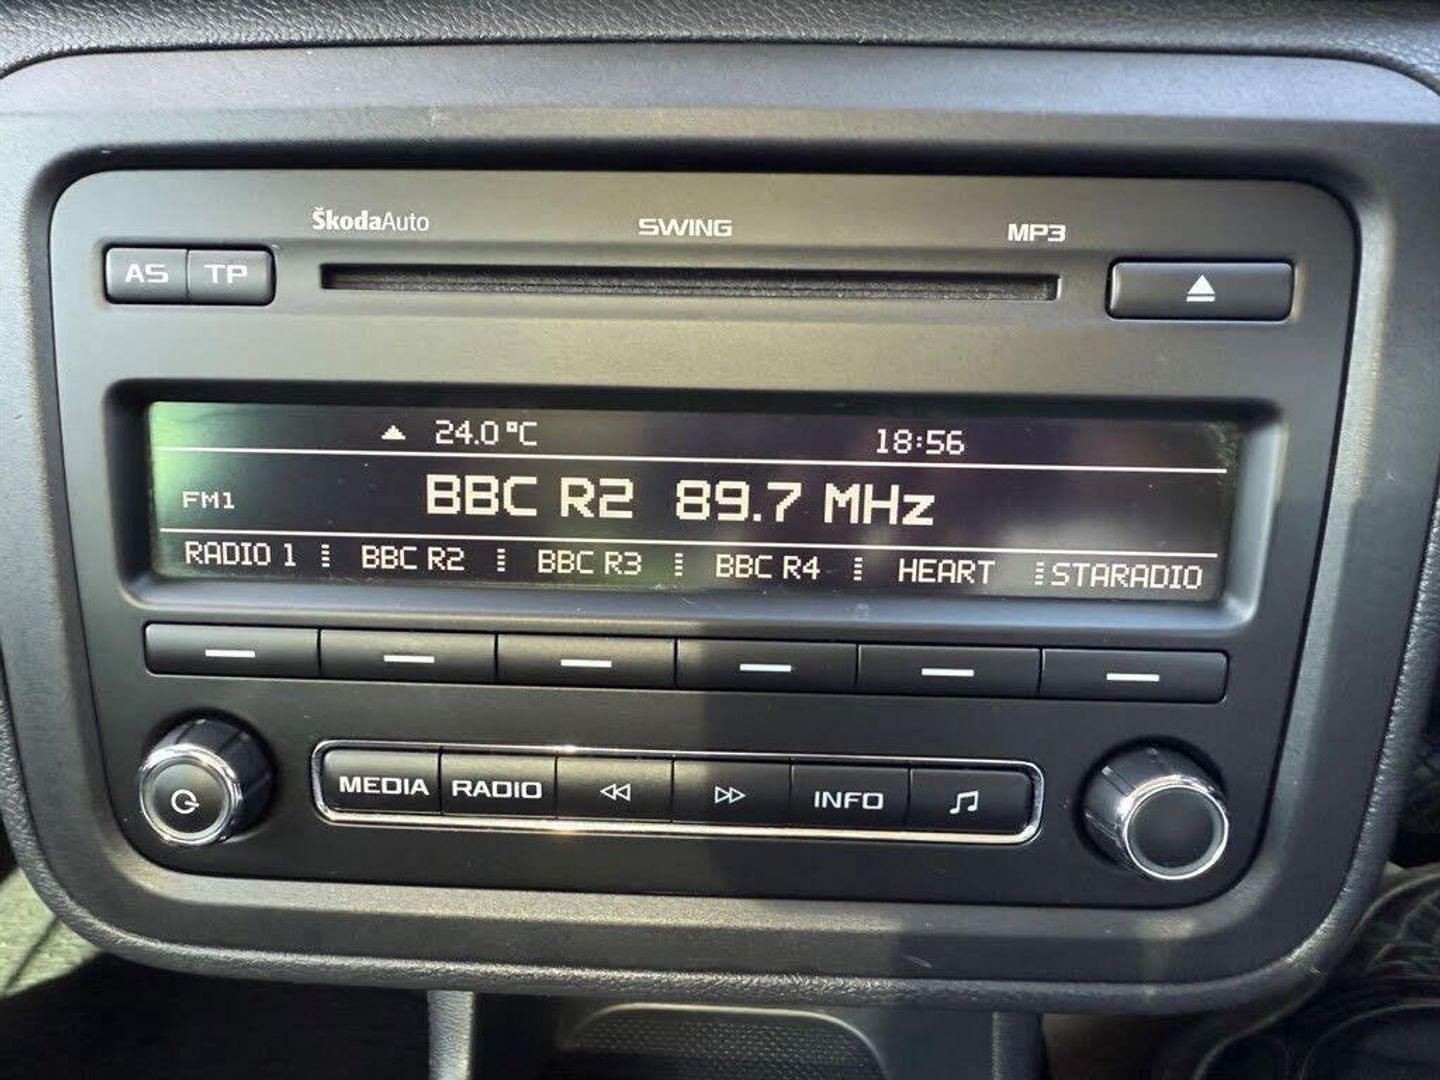 ŠkodaAuto SWING MP3
AS TP
24.0°C 18:56
FM1 BBC R2 89.7 MHz
RADIO 1 BBC R2 BBC R3 BBC R4 HEART STARADIO
MEDIA RADIO INFO